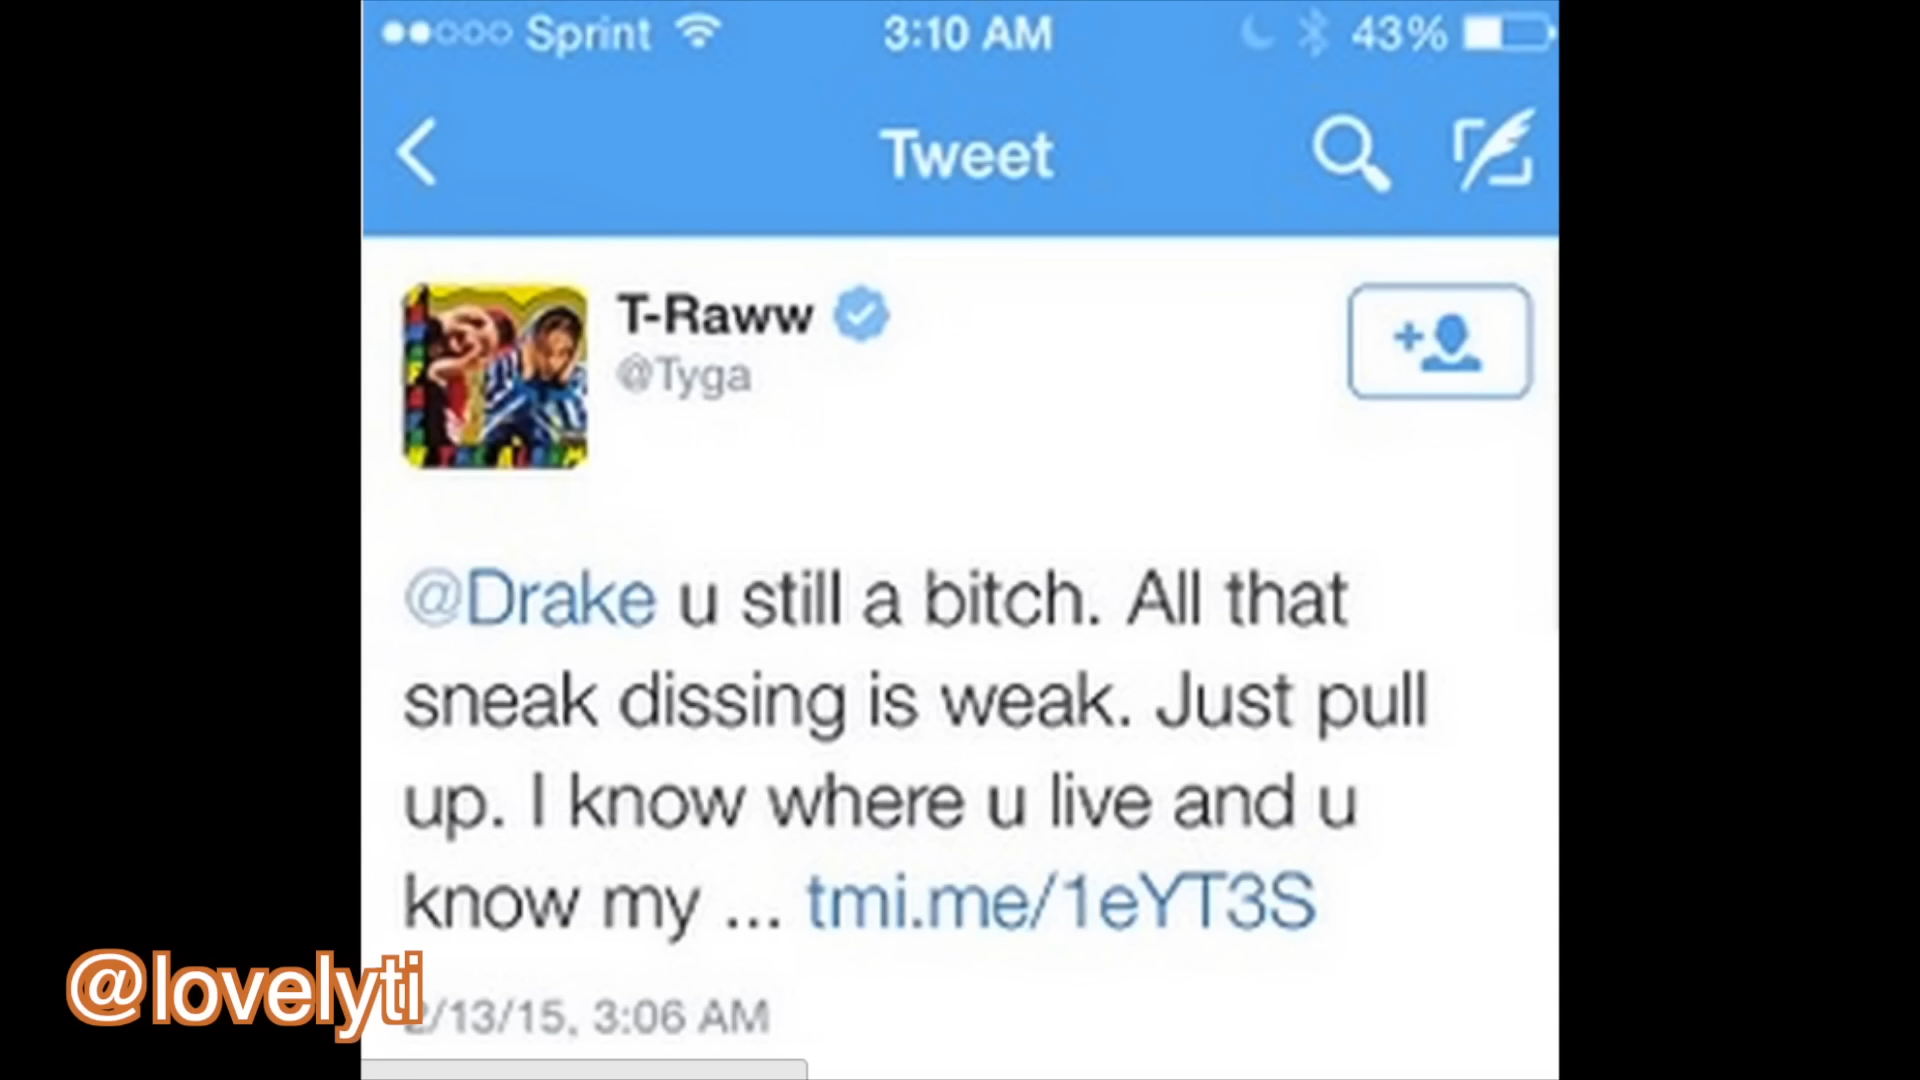 Sprint 3:10 AM 43%
Tweet
T-Raww
@Tyga
@Drake u still a bitch. All that
sneak dissing is weak. Just pull
up. I know where u live and u
know my ... tmi.me/1eYT3S
@lovelyti
2/13/15, 3:06 AM